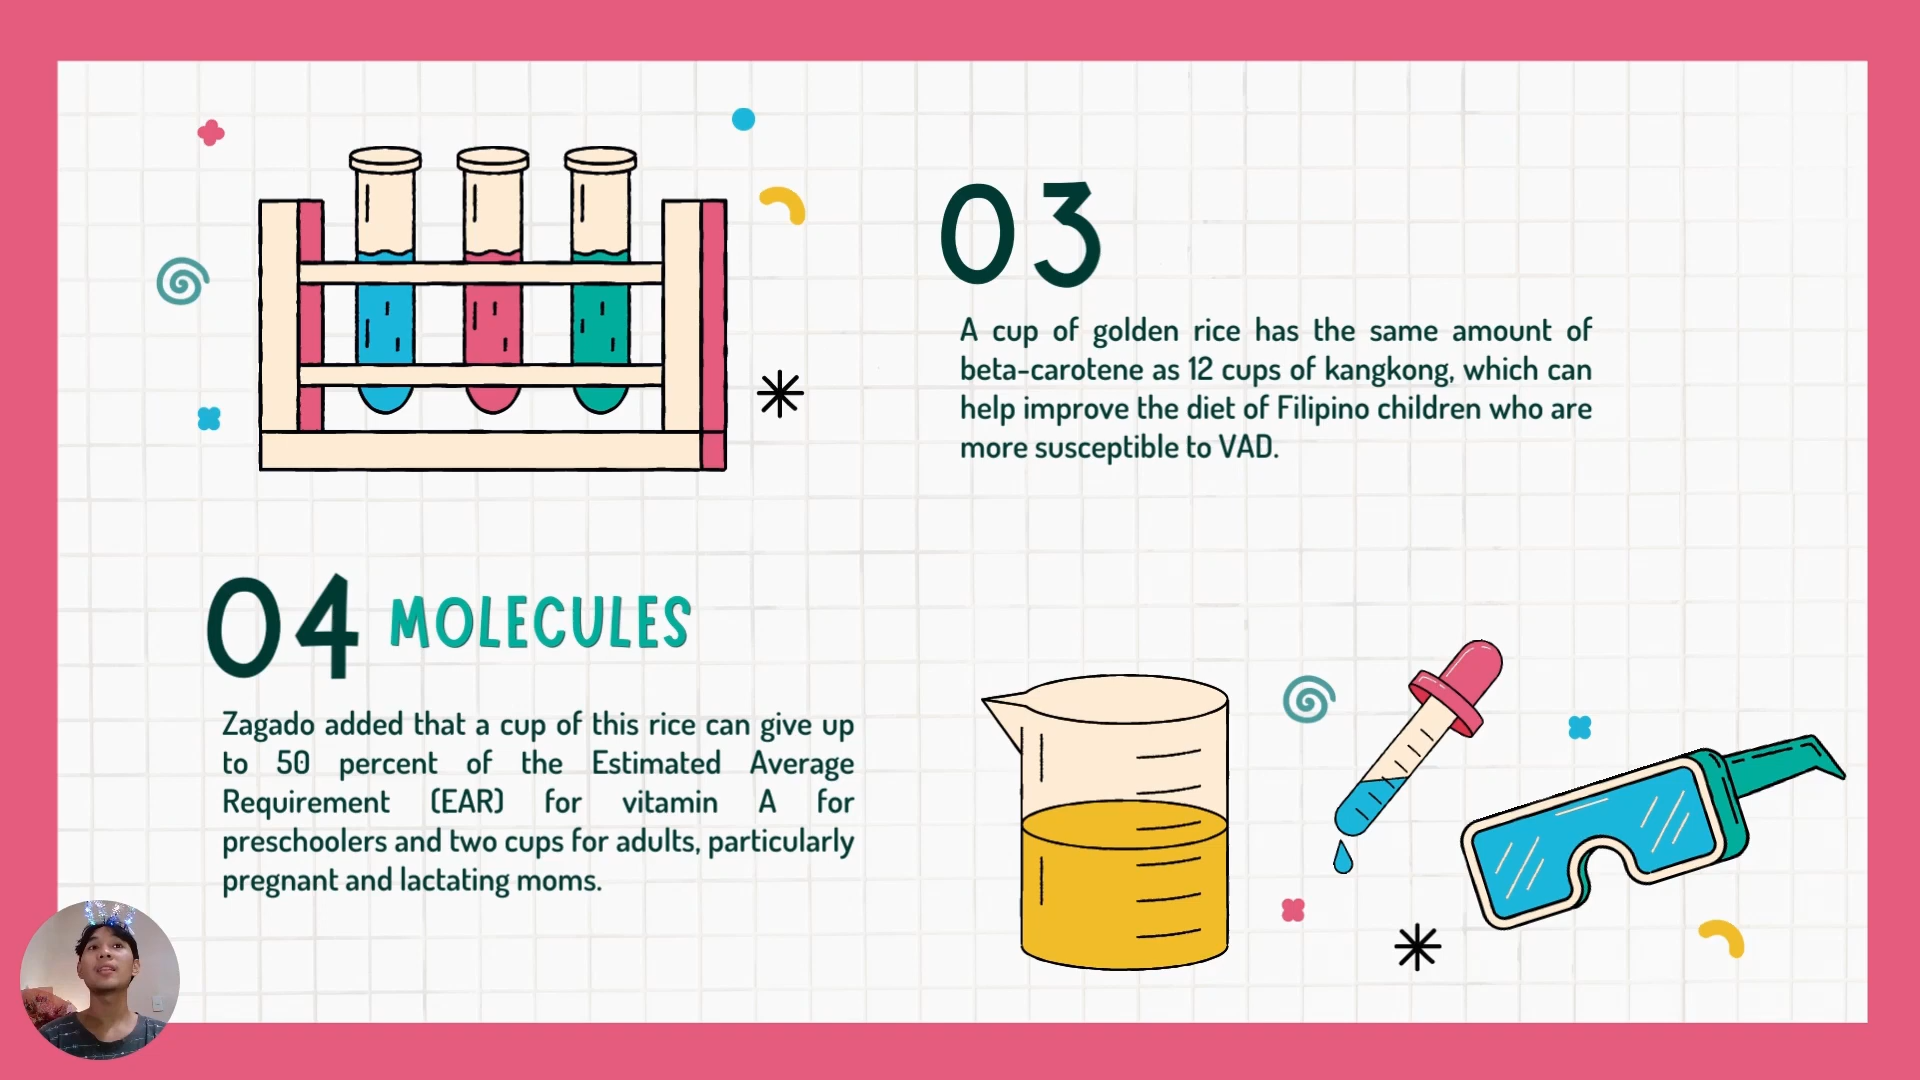 03
A cup of golden rice has the same amount of
beta-carotene as 12 cups of kangkong, which can
help improve the diet of Filipino children who are
more susceptible to VAD.
04 MOLECULES
Zagado added that a cup of this rice can give up
to 50 percent of the Estimated Average
Requirement (EAR) for vitamin A for
preschoolers and two cups for adults, particularly
pregnant and lactating moms.